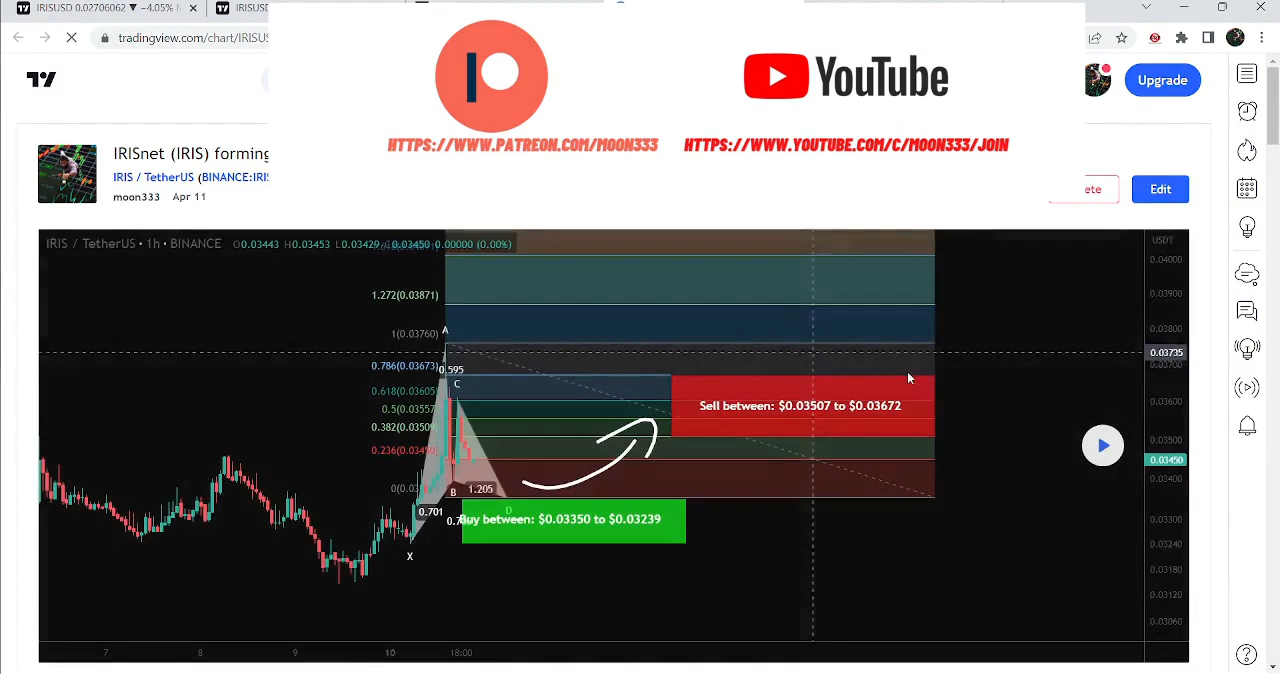 IRISUSD 0.02706062 ▼ −4.05% N
IRISUSD
tradingview.com/chart/IRISUS
YouTube
HTTPS://WWW.PATREON.COM/MOON333
HTTPS://WWW.YOUTUBE.COM/C/MOON333/JOIN
Upgrade
IRISnet (IRIS) forming
IRIS / TetherUS (BINANCE:IRIS
moon333 Apr 11
Edit
IRIS / TetherUS • 1h • BINANCE O0.03443 H0.03453 L0.03429 C0.03450 0.00000 (0.00%)
USDT
0.04000
0.03900
0.03800
0.03735
0.03700
0.03600
0.03500
0.03450
0.03400
0.03300
0.03240
0.03180
0.03120
0.03060
1.272(0.03871)
1(0.03760)
0.786(0.03673)
0.618(0.03605)
0.5(0.03557)
0.382(0.03509)
A
0.595
C
B
1.205
0.701
D
X
Sell between: $0.03507 to $0.03672
Buy between: $0.03350 to $0.03239
7 8 9 10 18:00